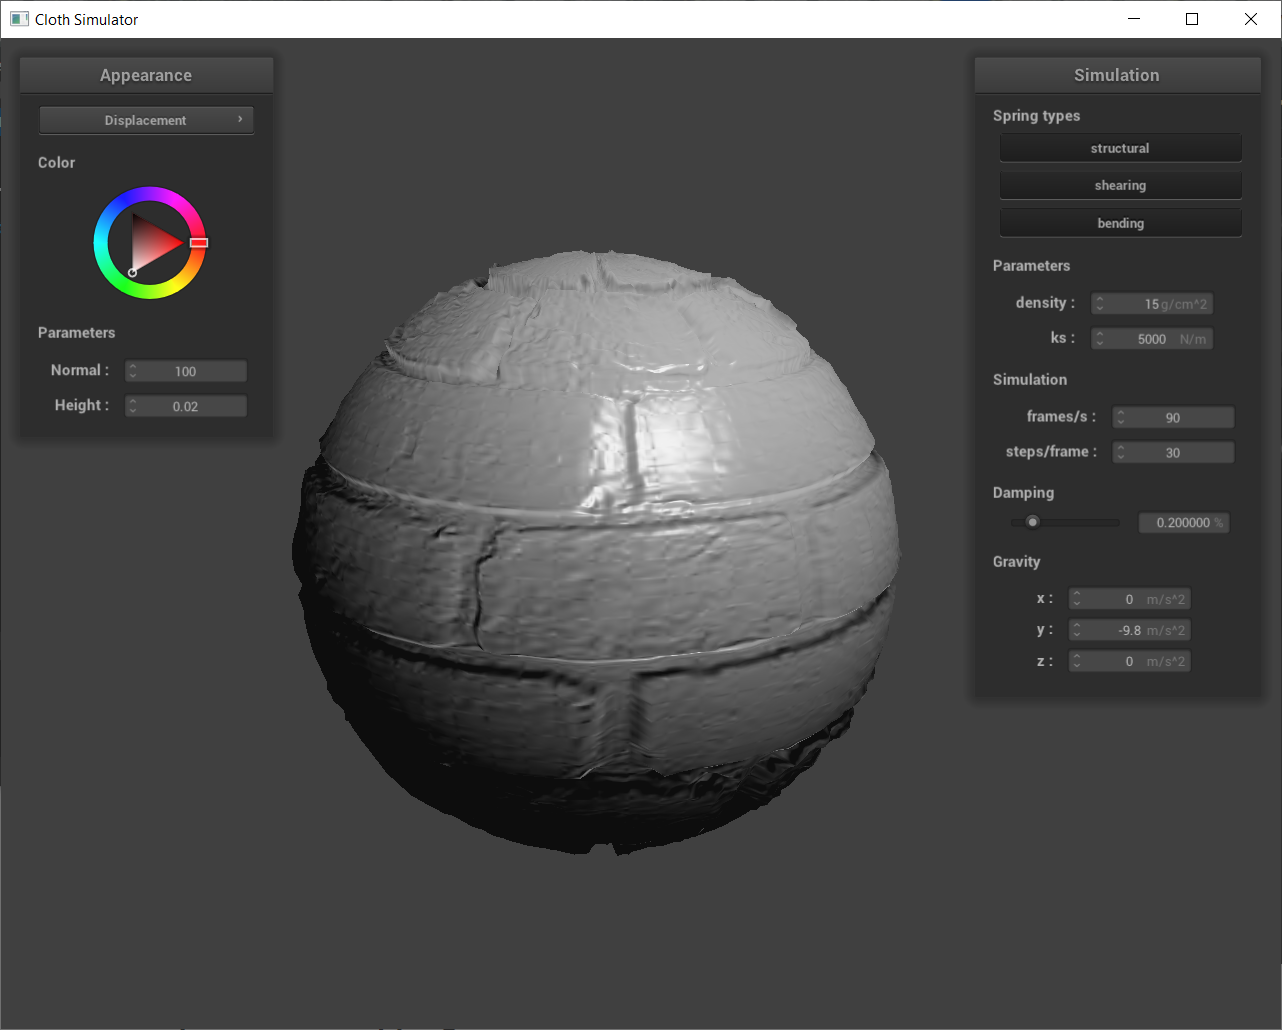 Cloth Simulator
Appearance
Displacement
Color
Parameters
Normal : 100
Height : 0.02
Simulation
Spring types
structural
shearing
bending
Parameters
density : 15 g/cm^2
ks : 5000 N/m
Simulation
frames/s : 90
steps/frame : 30
Damping
0.200000 %
Gravity
x : 0 m/s^2
y : -9.8 m/s^2
z : 0 m/s^2